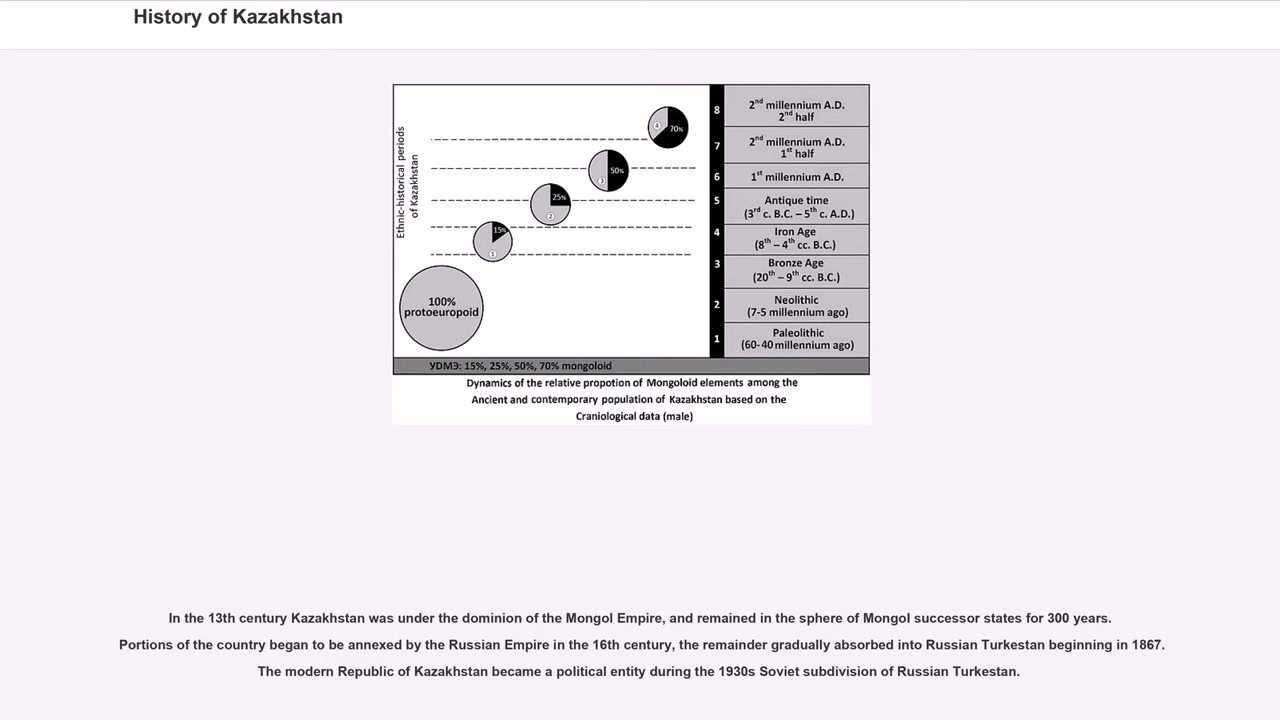 History of Kazakhstan
Ethnic-historical periods
of Kazakhstan
8
2nd millennium A.D.
2nd half
7
2nd millennium A.D.
1st half
6
1st millennium A.D.
5
Antique time
(3rd c. B.C. – 5th c. A.D.)
4
Iron Age
(8th – 4th cc. B.C.)
3
Bronze Age
(20th – 9th cc. B.C.)
2
Neolithic
(7-5 millennium ago)
1
Paleolithic
(60-40 millennium ago)
4
70%
3
50%
25%
2
15%
1
100%
protoeuropoid
УDMЭ: 15%, 25%, 50%, 70% mongoloid
Dynamics of the relative propotion of Mongoloid elements among the
Ancient and contemporary population of Kazakhstan based on the
Craniological data (male)
In the 13th century Kazakhstan was under the dominion of the Mongol Empire, and remained in the sphere of Mongol successor states for 300 years.
Portions of the country began to be annexed by the Russian Empire in the 16th century, the remainder gradually absorbed into Russian Turkestan beginning in 1867.
The modern Republic of Kazakhstan became a political entity during the 1930s Soviet subdivision of Russian Turkestan.